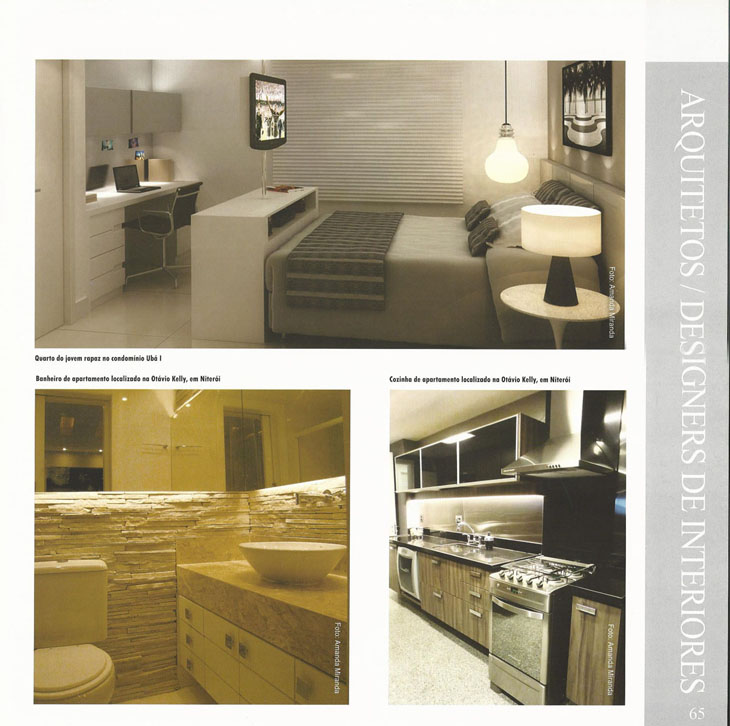 Foto: Amanda Miranda
Quarto do jovem rapaz no condomínio Ubá I
Banheiro de apartamento localizado na Otávio Kelly, em Niterói
Cozinha de apartamento localizado na Otávio Kelly, em Niterói
Foto: Amanda Miranda
Foto: Amanda Miranda
ARQUITETOS / DESIGNERS DE INTERIORES
65